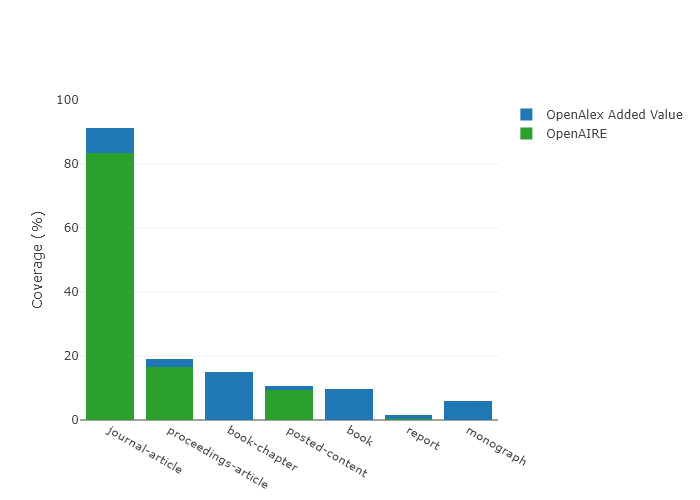 100
80
60
40
20
0
Coverage (%)
journal-article
proceedings-article
book-chapter
posted-content
book
report
monograph
OpenAlex Added Value
OpenAIRE